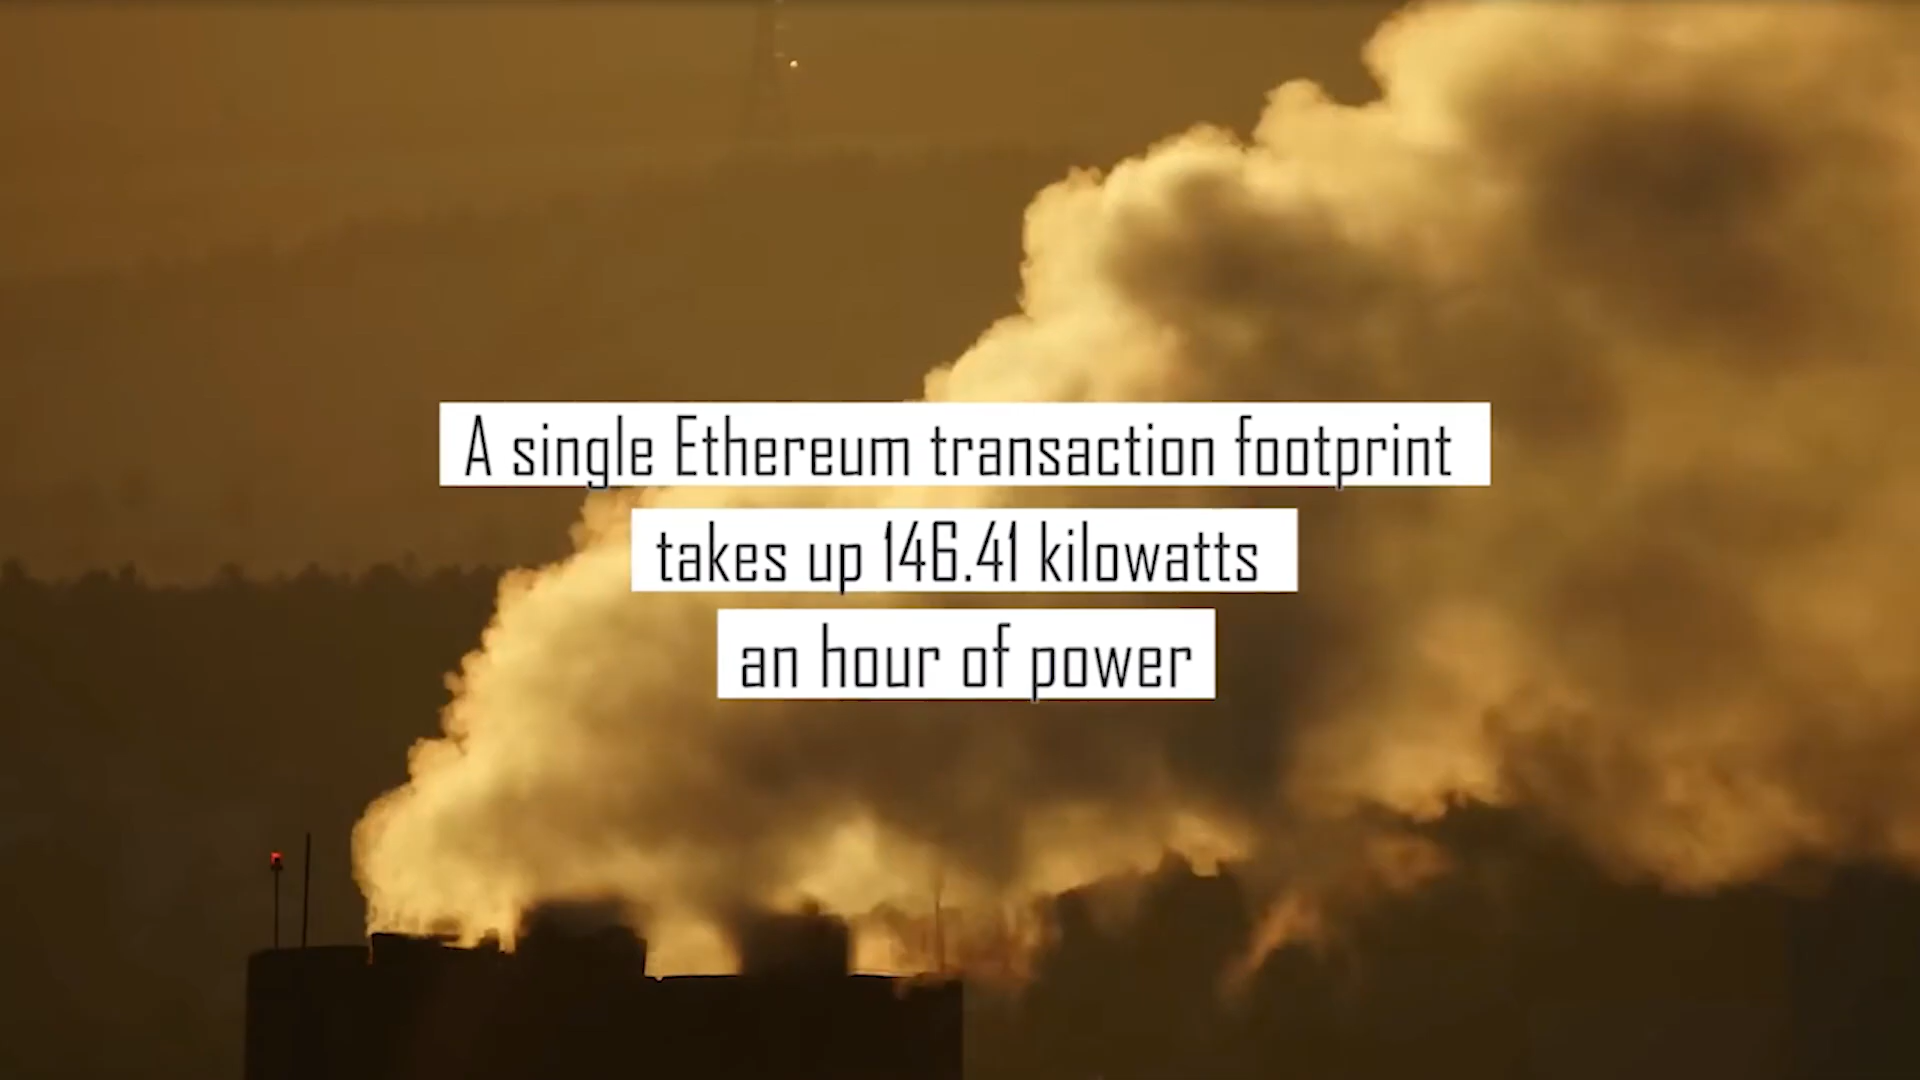 A single Ethereum transaction footprint
takes up 146.41 kilowatts
an hour of power